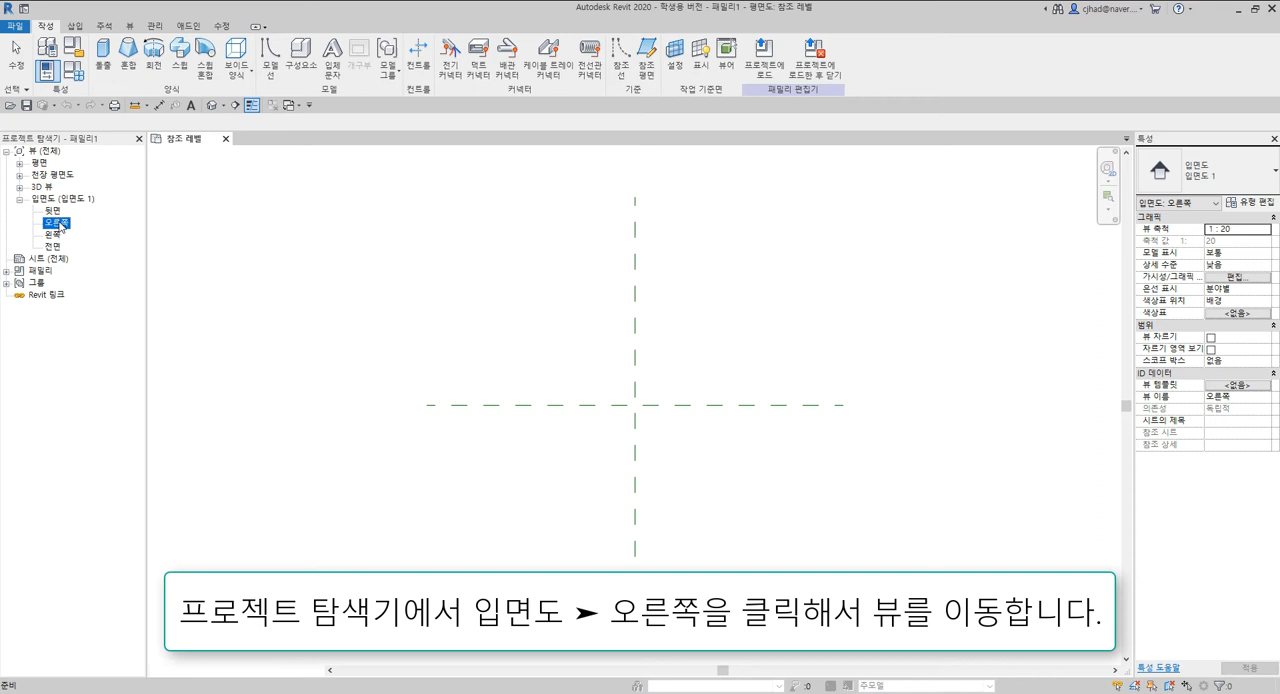 Autodesk Revit 2020 - 학생용 버전 - 패밀리1 - 평면도: 참조 레벨
cjhad@naver....
파일 작성 삽입 주석 뷰 관리 애드인 수정
수정
돌출
혼합
회전
스윕
스윕 혼합
보이드 양식
모델 선
구성요소
입체 문자
개구부
모델 그룹
컨트롤
전기 커넥터
덕트 커넥터
배관 커넥터
케이블 트레이 커넥터
전선관 커넥터
참조 선
참조 평면
설정
표시
뷰어
프로젝트에 로드
프로젝트에 로드한 후 닫기
선택 특성 양식 모델 컨트롤 커넥터 기준 작업 기준면 패밀리 편집기
프로젝트 탐색기 - 패밀리1
뷰 (전체)
평면
천장 평면도
3D 뷰
입면도 (입면도 1)
뒷면
오른쪽
왼쪽
전면
시트 (전체)
패밀리
그룹
Revit 링크
참조 레벨
2D
특성
입면도
입면도 1
입면도: 오른쪽
유형 편집
그래픽
뷰 축척 1 : 20
축척 값 1: 20
모델 표시 보통
상세 수준 낮음
가시성/그래픽 ... 편집...
은선 표시 분야별
색상표 위치 배경
색상표 <없음>
범위
뷰 자르기
자르기 영역 보기
스코프 박스 없음
ID 데이터
뷰 템플릿 <없음>
뷰 이름 오른쪽
의존성 독립적
시트의 제목
참조 시트
참조 상세
프로젝트 탐색기에서 입면도 ➤ 오른쪽을 클릭해서 뷰를 이동합니다.
특성 도움말 적용
준비
:0
주모델
:0